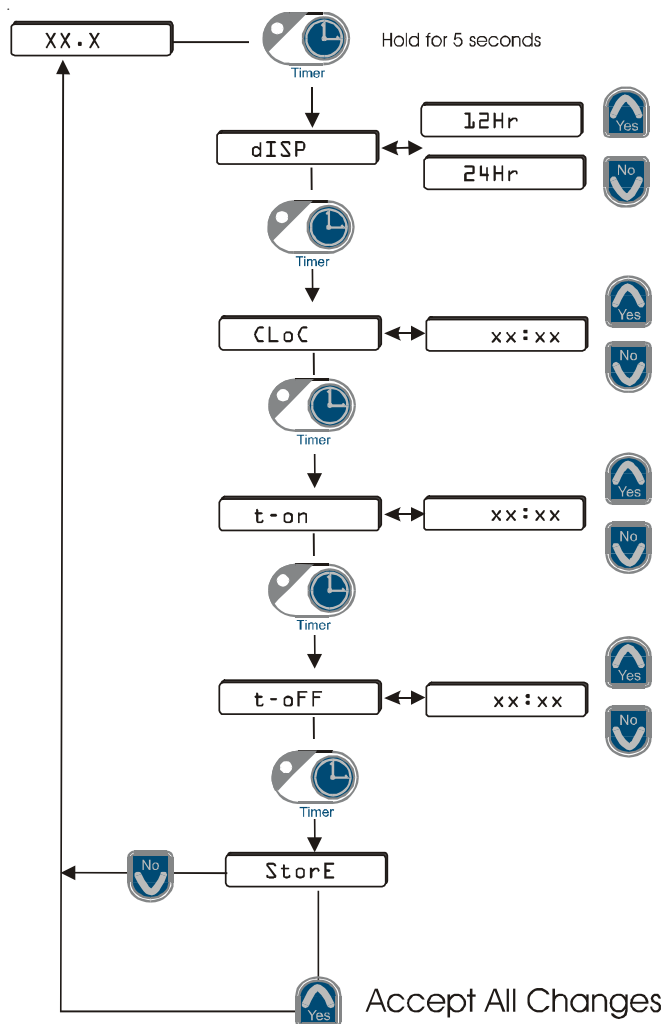 XX.X
Hold for 5 seconds
Timer
12Hr
Yes
dISP
24Hr
No
Timer
Yes
CLoC
xx:xx
No
Timer
Yes
t-on
xx:xx
No
Timer
Yes
t-oFF
xx:xx
No
Timer
No
StorE
Yes
Accept All Changes